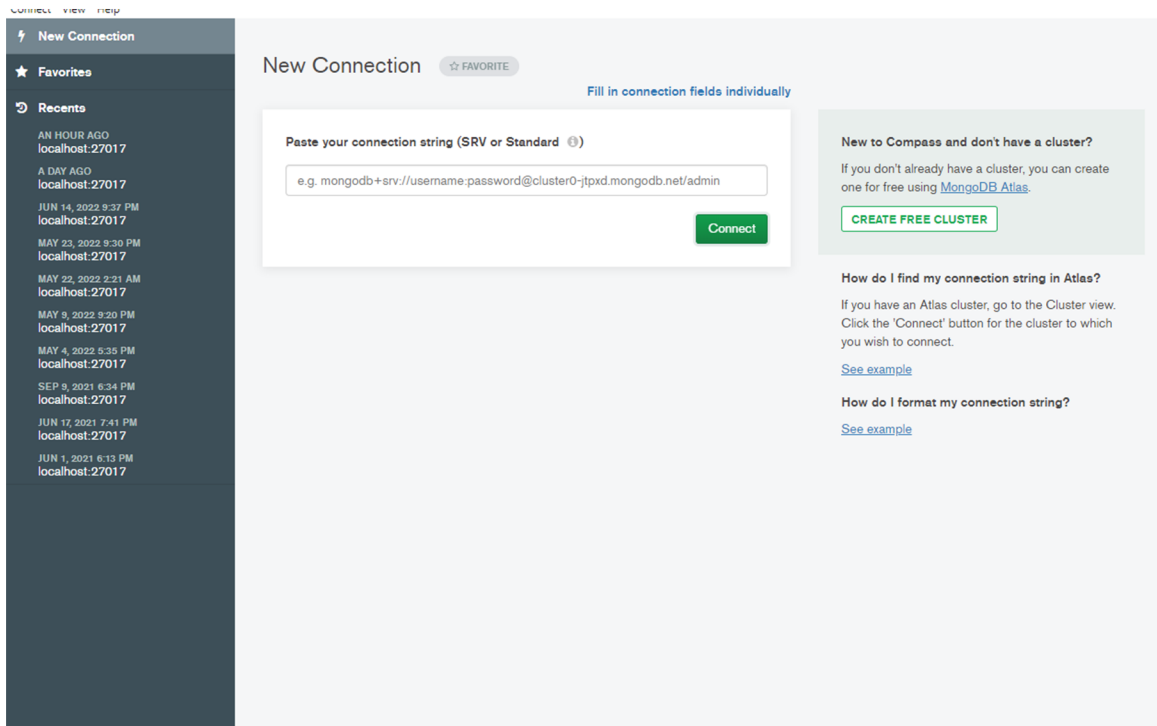 Connect View Help
New Connection
Favorites
Recents
AN HOUR AGO
localhost:27017
A DAY AGO
localhost:27017
JUN 14, 2022 9:37 PM
localhost:27017
MAY 23, 2022 9:30 PM
localhost:27017
MAY 22, 2022 2:21 AM
localhost:27017
MAY 9, 2022 9:20 PM
localhost:27017
MAY 4, 2022 5:35 PM
localhost:27017
SEP 9, 2021 6:34 PM
localhost:27017
JUN 17, 2021 7:41 PM
localhost:27017
JUN 1, 2021 6:13 PM
localhost:27017
New Connection
FAVORITE
Fill in connection fields individually
Paste your connection string (SRV or Standard )
e.g. mongodb+srv://username:password@cluster0-jtpxd.mongodb.net/admin
Connect
New to Compass and don't have a cluster?
If you don't already have a cluster, you can create
one for free using MongoDB Atlas.
CREATE FREE CLUSTER
How do I find my connection string in Atlas?
If you have an Atlas cluster, go to the Cluster view.
Click the 'Connect' button for the cluster to which
you wish to connect.
See example
How do I format my connection string?
See example